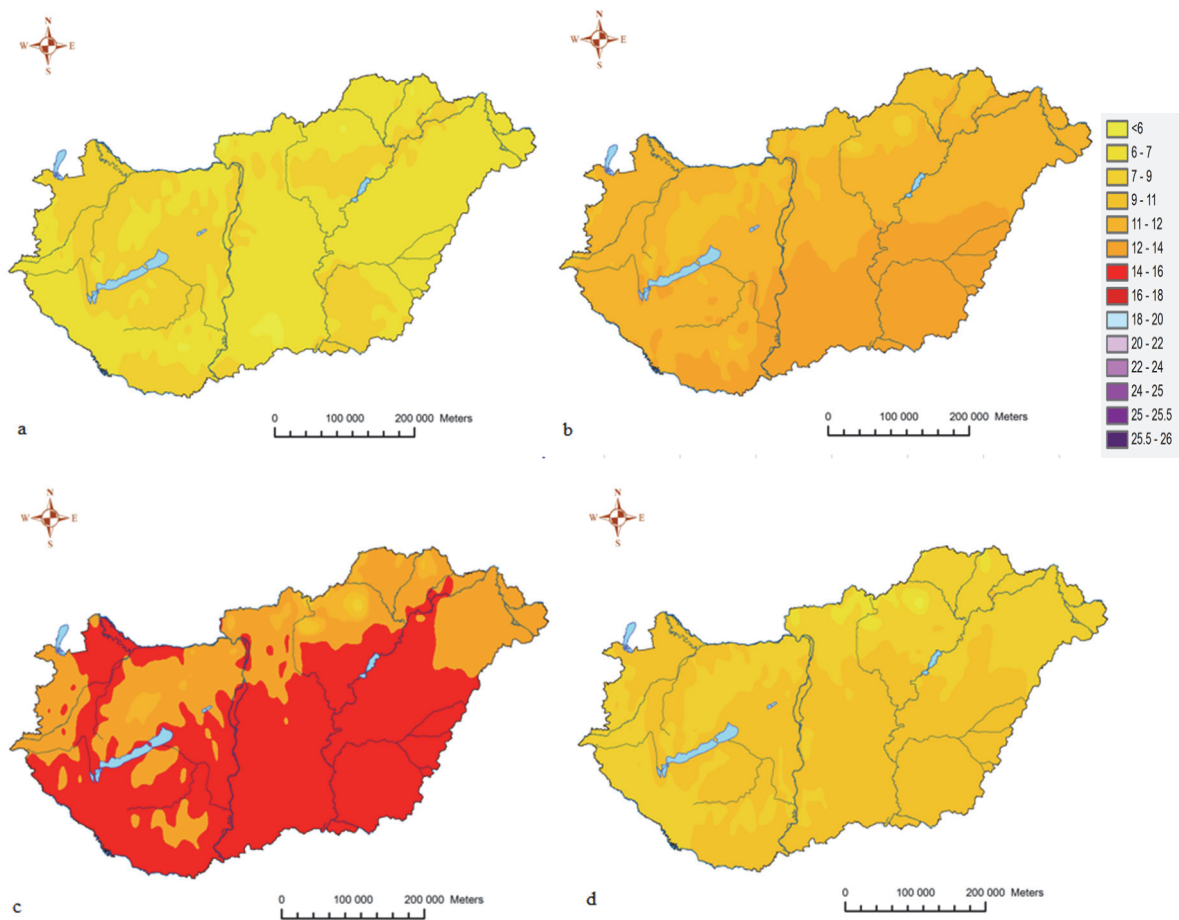 N
W E
S
0 100 000 200 000 Meters
a
N
W E
S
0 100 000 200 000 Meters
b
<6
6 - 7
7 - 9
9 - 11
11 - 12
12 - 14
14 - 16
16 - 18
18 - 20
20 - 22
22 - 24
24 - 25
25 - 25.5
25.5 - 26
N
W E
S
0 100 000 200 000 Meters
c
N
W E
S
0 100 000 200 000 Meters
d